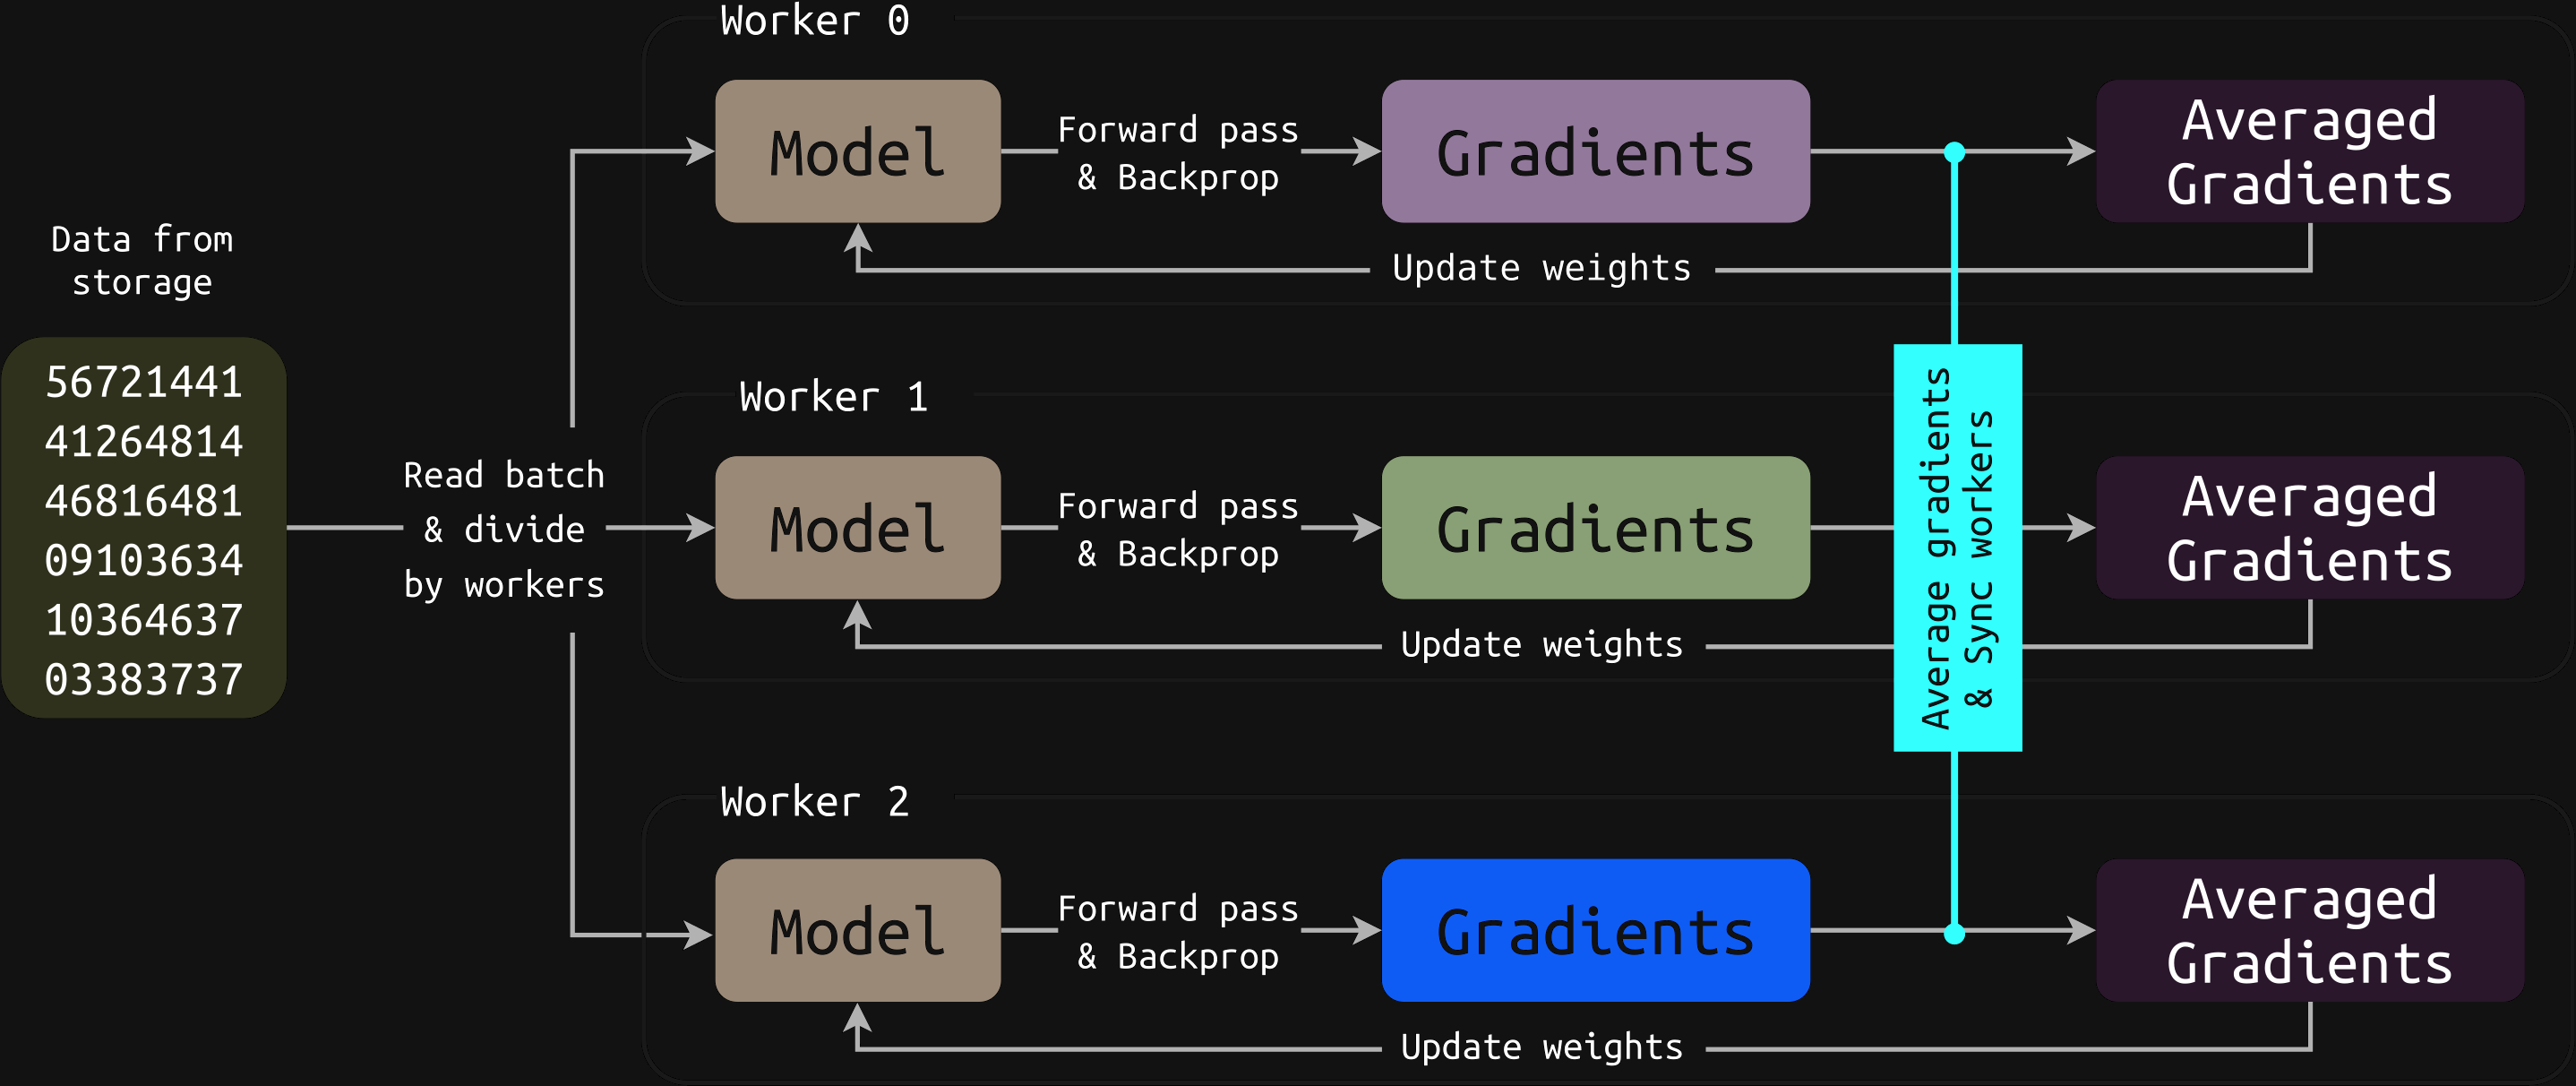 Data from
storage
56721441
41264814
46816481
09103634
10364637
03383737
Read batch
& divide
by workers
Worker 0
Model
Forward pass
& Backprop
Gradients
Averaged
Gradients
Update weights
Worker 1
Model
Forward pass
& Backprop
Gradients
Averaged
Gradients
Update weights
Worker 2
Model
Forward pass
& Backprop
Gradients
Averaged
Gradients
Update weights
Average gradients
& Sync workers